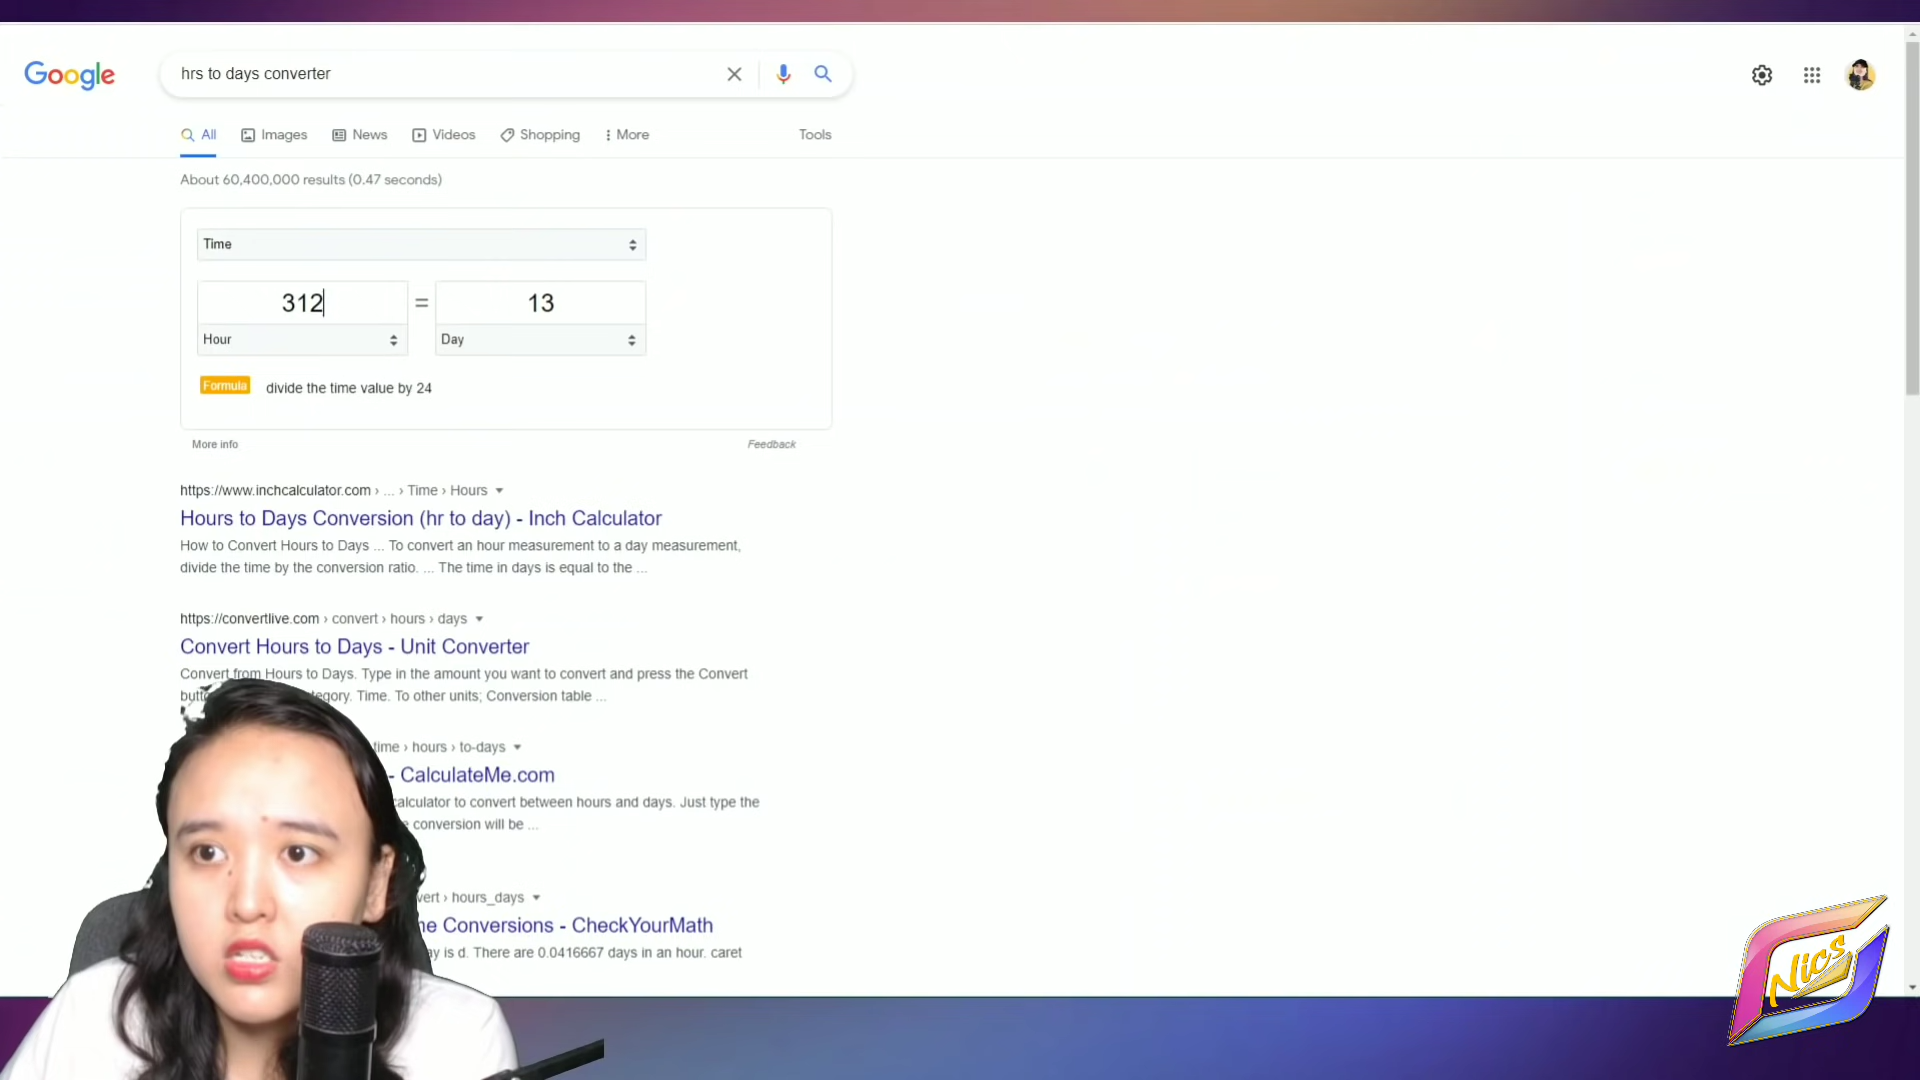 Google
hrs to days converter
All
Images
News
Videos
Shopping
More
Tools
About 60,400,000 results (0.47 seconds)
Time
312 = 13
Hour
Day
Formula divide the time value by 24
More info
Feedback
https://www.inchcalculator.com › ... › Time › Hours
Hours to Days Conversion (hr to day) - Inch Calculator
How to Convert Hours to Days ... To convert an hour measurement to a day measurement,
divide the time by the conversion ratio. ... The time in days is equal to the ...
https://convertlive.com › convert › hours › days
Convert Hours to Days - Unit Converter
Convert from Hours to Days. Type in the amount you want to convert and press the Convert
To other units; Conversion table ...
time › hours › to-days
- CalculateMe.com
calculator to convert between hours and days. Just type the
conversion will be ...
› hours_days
Conversions - CheckYourMath
is d. There are 0.0416667 days in an hour. caret
Nics